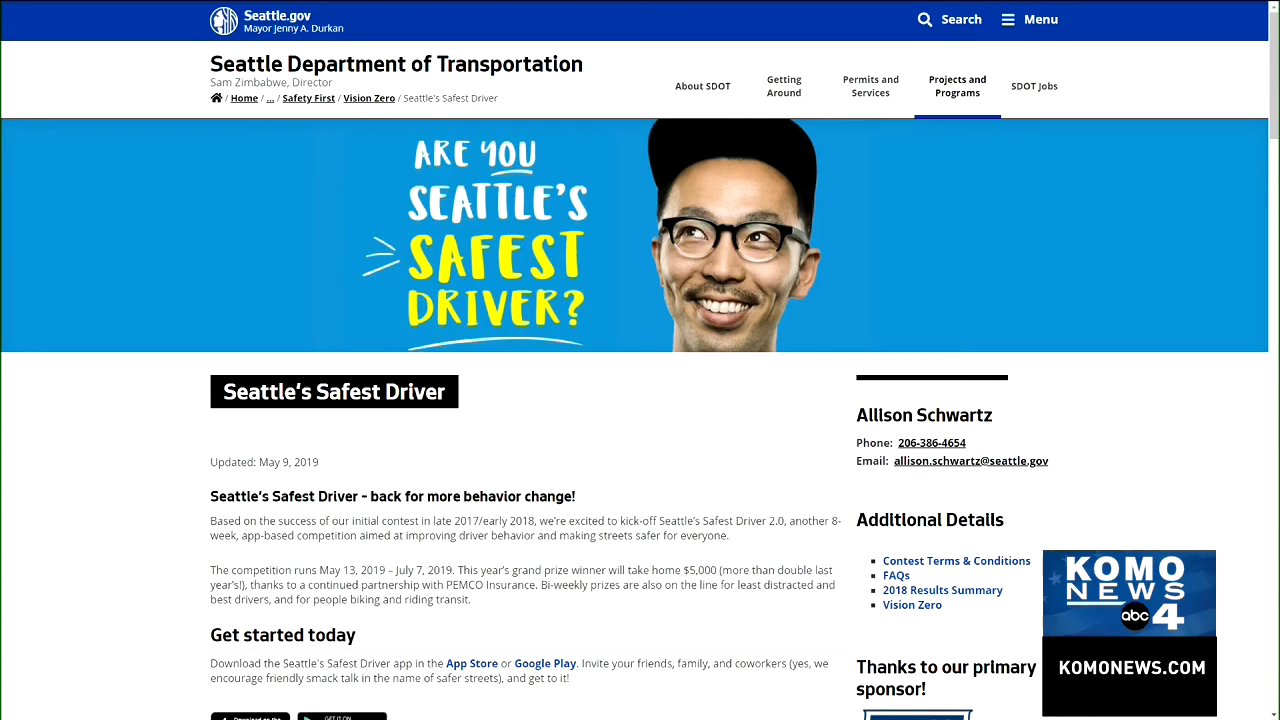 Seattle.gov
Mayor Jenny A. Durkan
Search
Menu
Seattle Department of Transportation
Sam Zimbabwe, Director
/ Home / ... / Safety First / Vision Zero / Seattle's Safest Driver
About SDOT
Getting
Around
Permits and
Services
Projects and
Programs
SDOT Jobs
ARE YOU
SEATTLE'S
SAFEST
DRIVER?
Seattle's Safest Driver
Updated: May 9, 2019
Seattle's Safest Driver - back for more behavior change!
Based on the success of our initial contest in late 2017/early 2018, we're excited to kick-off Seattle's Safest Driver 2.0, another 8-
week, app-based competition aimed at improving driver behavior and making streets safer for everyone.
The competition runs May 13, 2019 – July 7, 2019. This year's grand prize winner will take home $5,000 (more than double last
year's!), thanks to a continued partnership with PEMCO Insurance. Bi-weekly prizes are also on the line for least distracted and
best drivers, and for people biking and riding transit.
Get started today
Download the Seattle's Safest Driver app in the App Store or Google Play. Invite your friends, family, and coworkers (yes, we
encourage friendly smack talk in the name of safer streets), and get to it!
Download on the
GET IT ON
Allison Schwartz
Phone: 206-386-4654
Email: allison.schwartz@seattle.gov
Additional Details
Contest Terms & Conditions
FAQs
2018 Results Summary
Vision Zero
Thanks to our primary
sponsor!
KOMO
NEWS
abc 4
KOMONEWS.COM